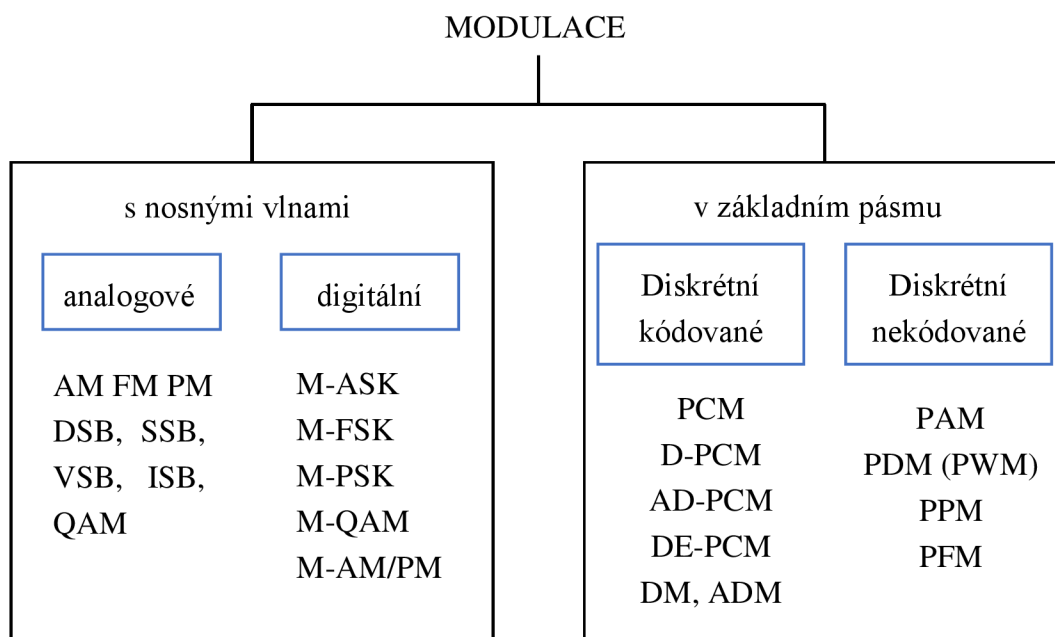 MODULACE
s nosnými vlnami
analogové
AM FM PM
DSB, SSB,
VSB, ISB,
QAM
digitální
M-ASK
M-FSK
M-PSK
M-QAM
M-AM/PM
v základním pásmu
Diskrétní
kódované
PCM
D-PCM
AD-PCM
DE-PCM
DM, ADM
Diskrétní
nekódované
PAM
PDM (PWM)
PPM
PFM